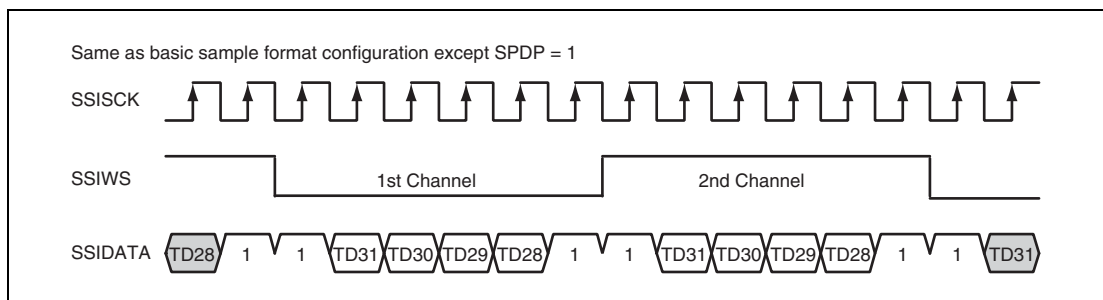 Same as basic sample format configuration except SPDP = 1
SSISCK
SSIWS 1st Channel 2nd Channel
SSIDATA TD28 1 1 TD31 TD30 TD29 TD28 1 1 TD31 TD30 TD29 TD28 1 1 TD31